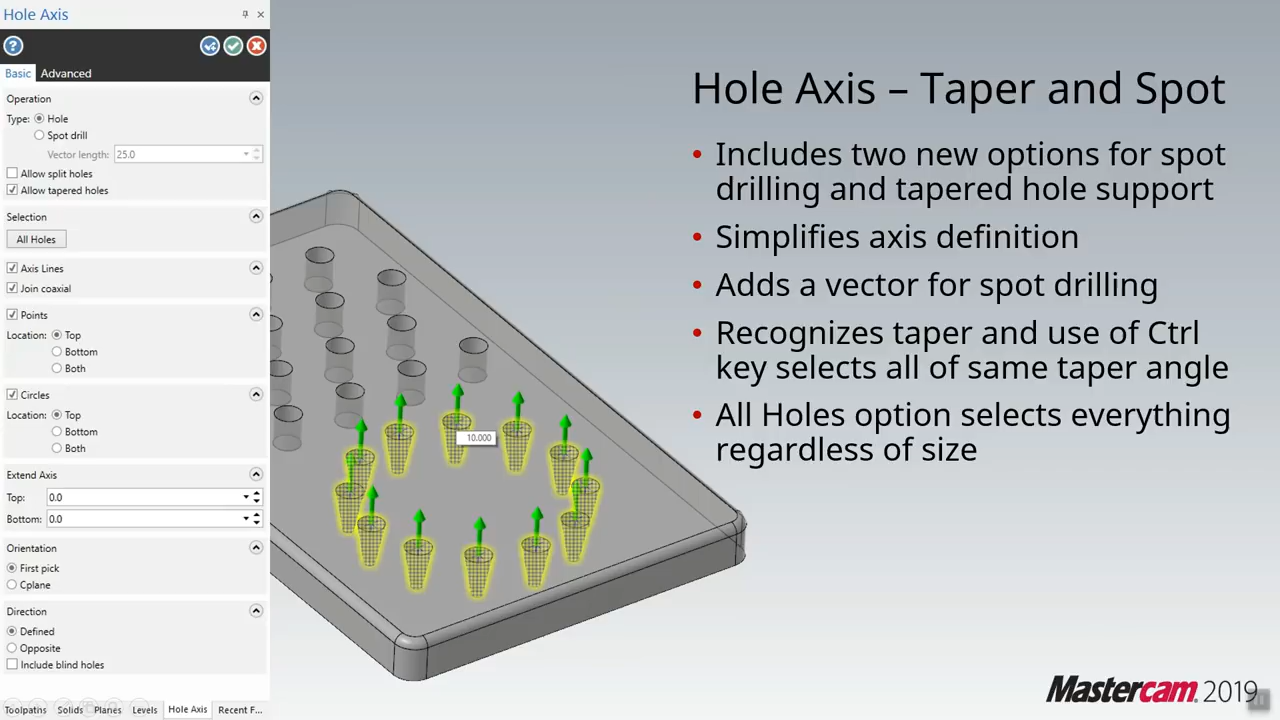 Hole Axis
Basic Advanced
Operation
Type: Hole
Spot drill
Vector length: 25.0
Allow split holes
Allow tapered holes
Selection
All Holes
Axis Lines
Join coaxial
Points
Location: Top
Bottom
Both
Circles
Location: Top
Bottom
Both
Extend Axis
Top: 0.0
Bottom: 0.0
Orientation
First pick
Cplane
Direction
Defined
Opposite
Include blind holes
Toolpaths Solids Planes Levels Hole Axis Recent F...
10.000
Hole Axis – Taper and Spot
• Includes two new options for spot
drilling and tapered hole support
• Simplifies axis definition
• Adds a vector for spot drilling
• Recognizes taper and use of Ctrl
key selects all of same taper angle
• All Holes option selects everything
regardless of size
Mastercam. 2019